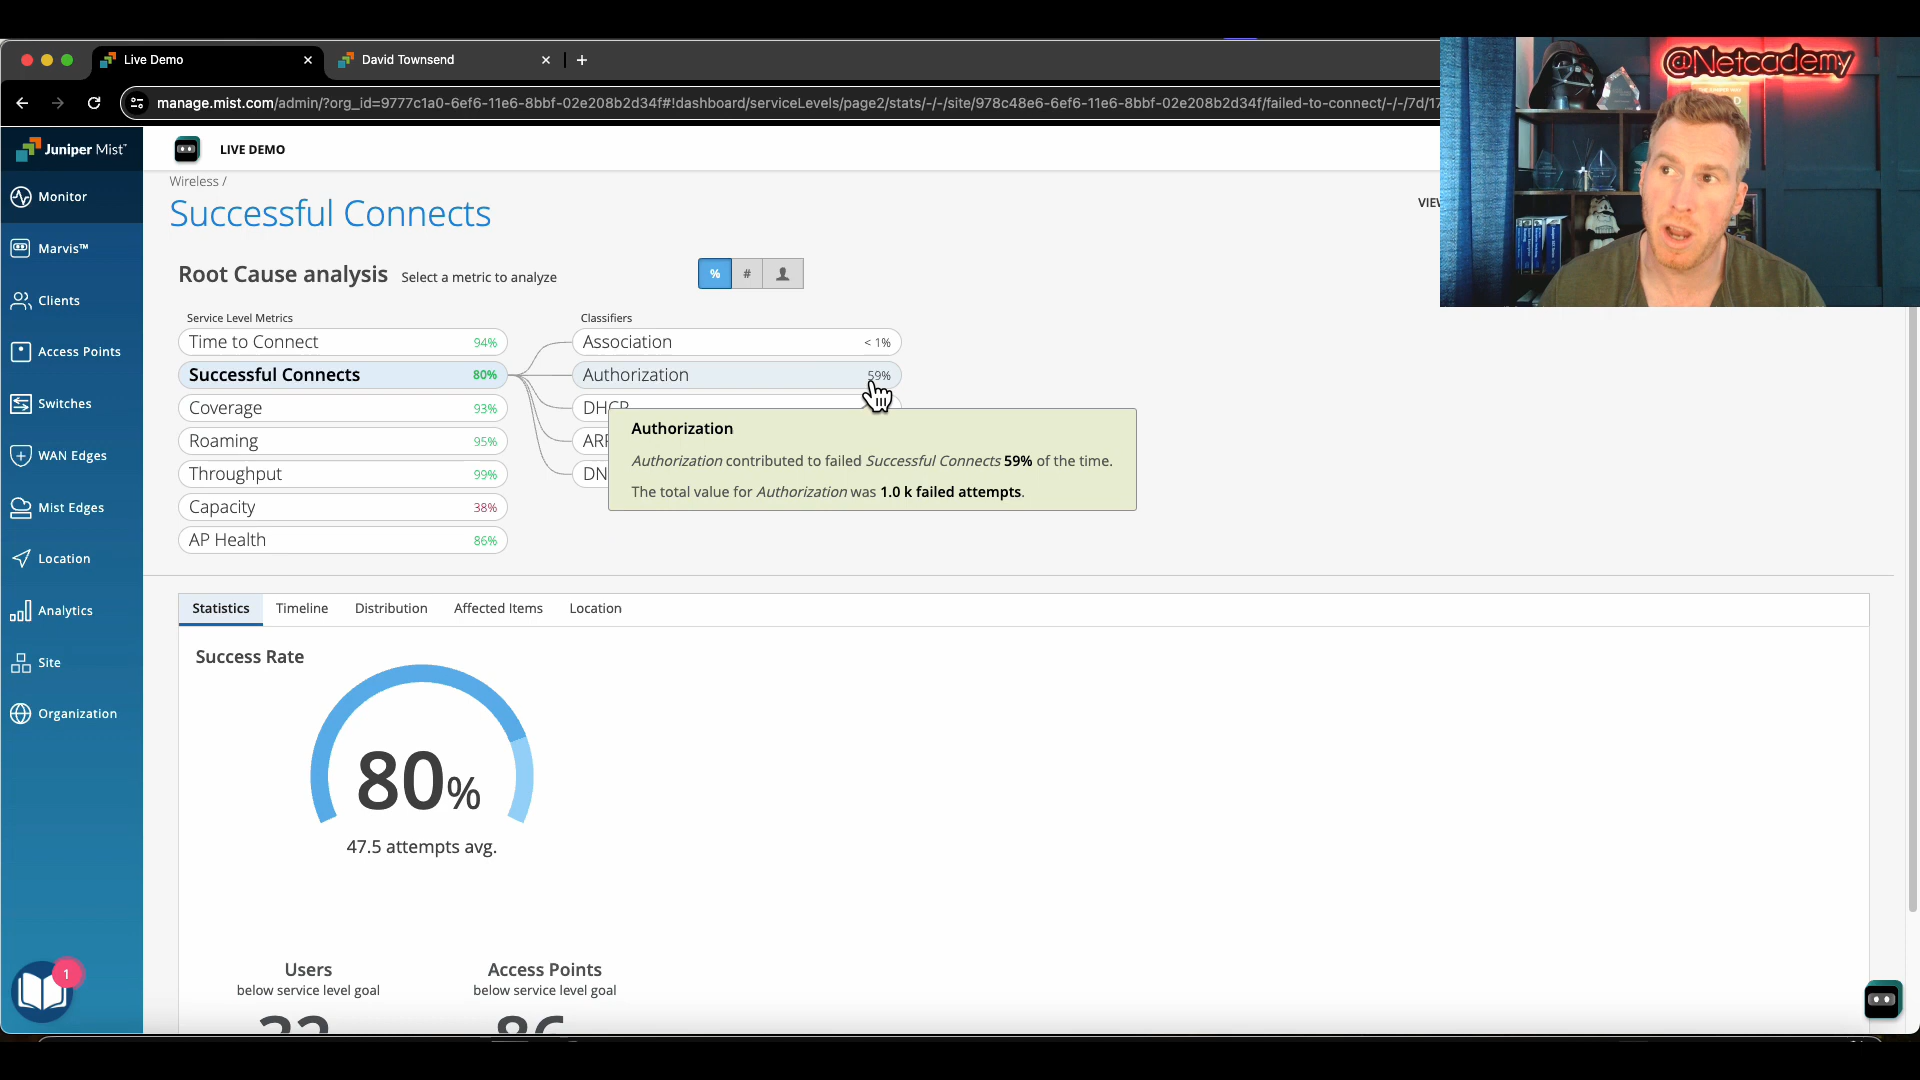 Live Demo
David Townsend
manage.mist.com/admin/?org_id=9777c1a0-6ef6-11e6-8bbf-02e208b2d34f#!dashboard/serviceLevels/page2/stats/-/-/site/978c48e6-6ef6-11e6-8bbf-02e208b2d34f/failed-to-connect/-/-/7d/17
@Netcademy
Juniper Mist™
LIVE DEMO
Monitor
Marvis™
Clients
Access Points
Switches
WAN Edges
Mist Edges
Location
Analytics
Site
Organization
1
Wireless /
Successful Connects
VIEW
Root Cause analysis Select a metric to analyze
% #
Service Level Metrics
Time to Connect 94%
Successful Connects 80%
Coverage 93%
Roaming 95%
Throughput 99%
Capacity 38%
AP Health 86%
Classifiers
Association < 1%
Authorization 59%
DHCP
ARP
DN
Authorization
Authorization contributed to failed Successful Connects 59% of the time.
The total value for Authorization was 1.0 k failed attempts.
Statistics Timeline Distribution Affected Items Location
Success Rate
80%
47.5 attempts avg.
Users
below service level goal
Access Points
below service level goal